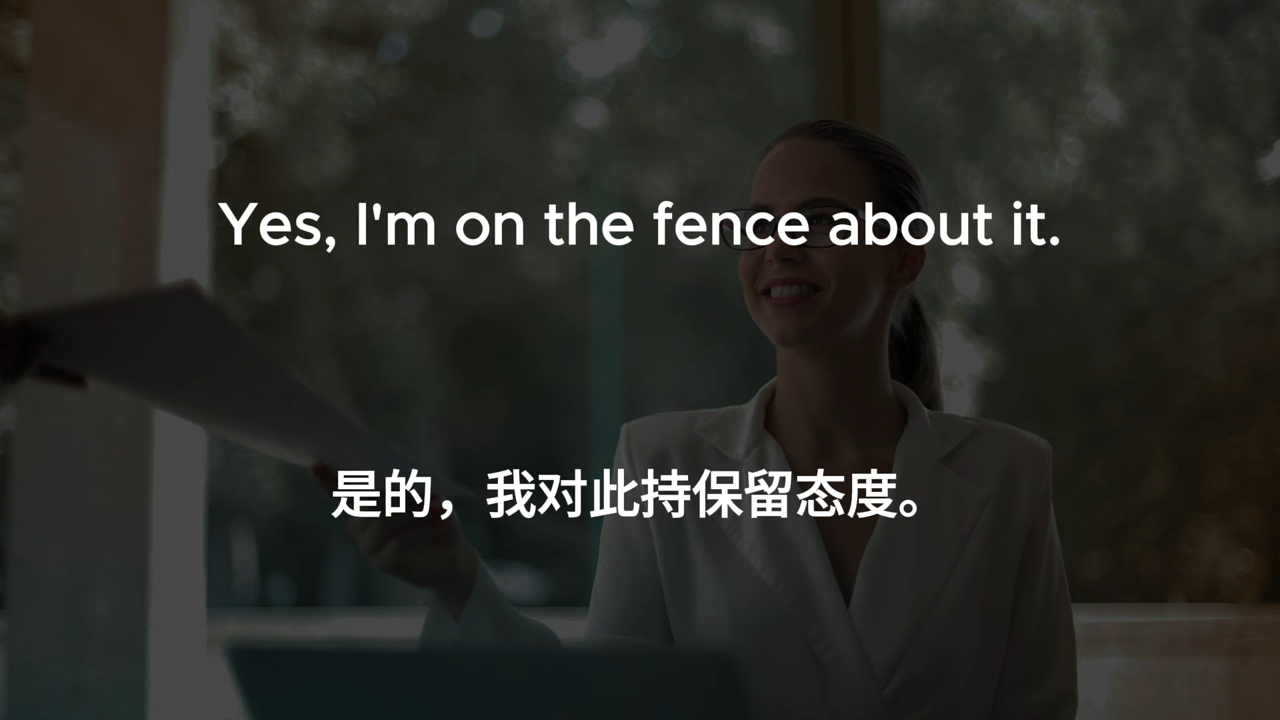 Yes, I'm on the fence about it.
是的，我对此持保留态度。